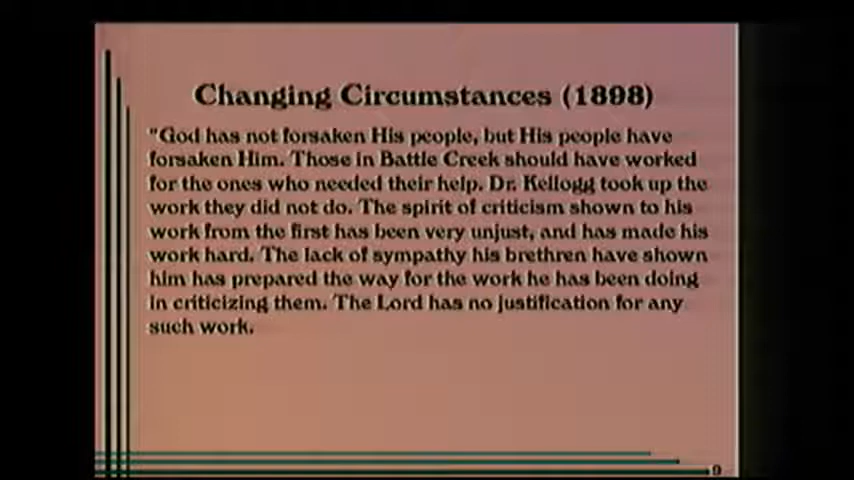 Changing Circumstances (1898)
"God has not forsaken His people, but His people have
forsaken Him. Those in Battle Creek should have worked
for the ones who needed their help. Dr. Kellogg took up the
work they did not do. The spirit of criticism shown to his
work from the first has been very unjust, and has made his
work hard. The lack of sympathy his brethren have shown
him has prepared the way for the work he has been doing
in criticizing them. The Lord has no justification for any
such work.
9